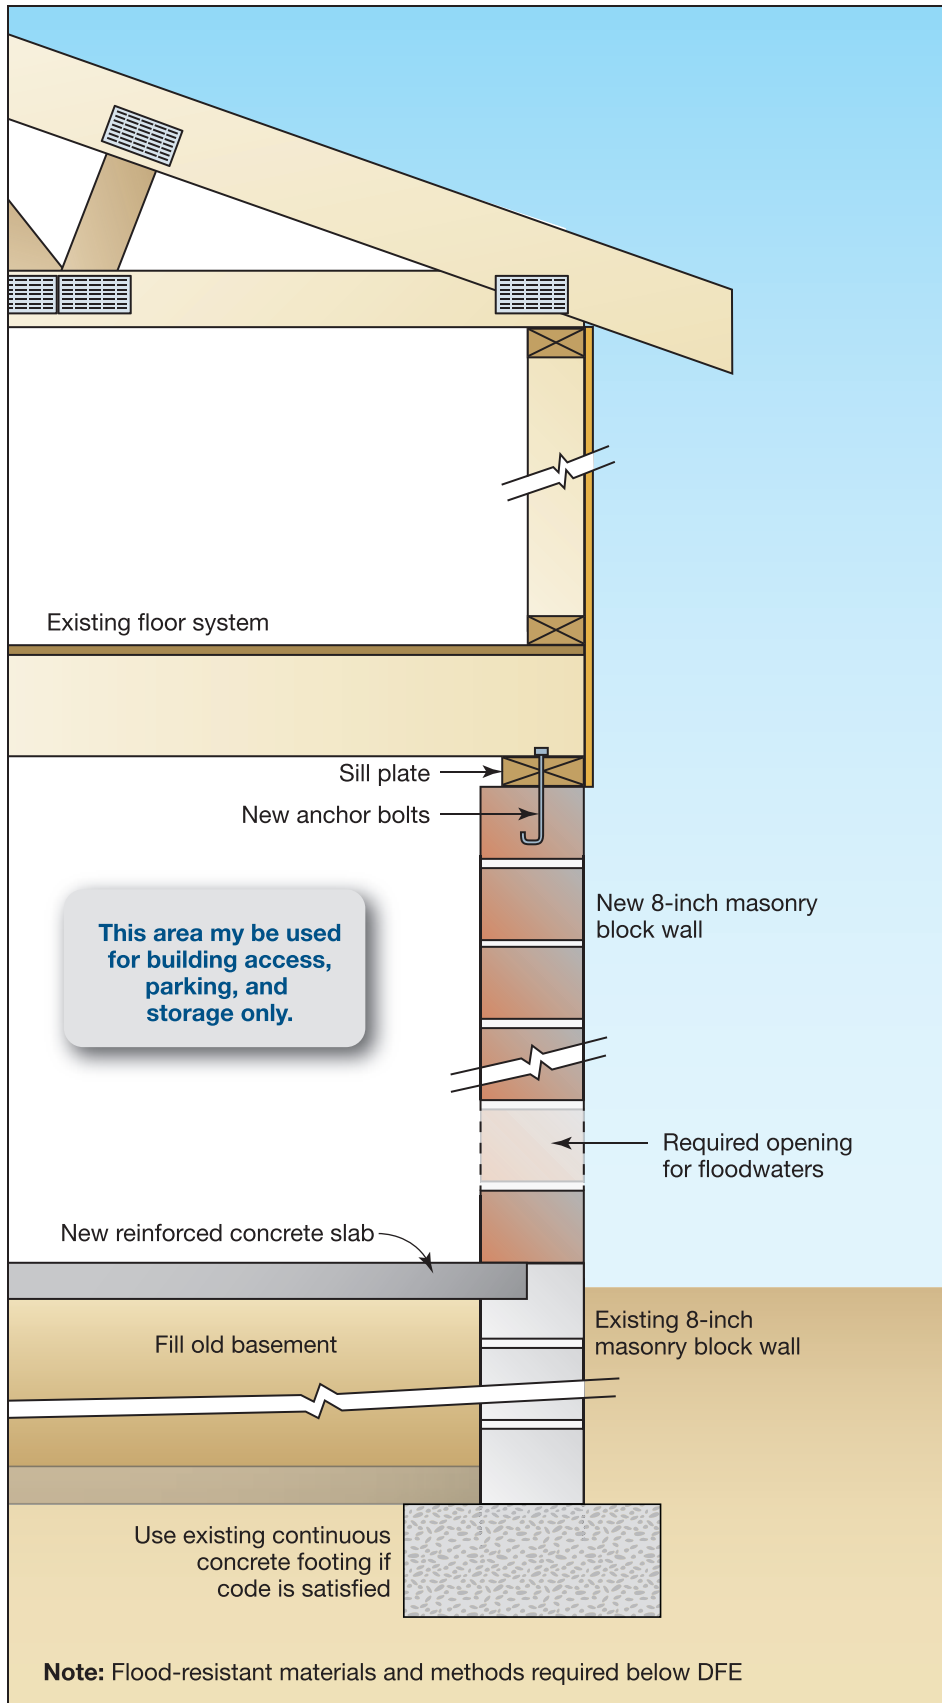 Existing floor system
Sill plate
New anchor bolts
New 8-inch masonry
block wall
This area my be used
for building access,
parking, and
storage only.
Required opening
for floodwaters
New reinforced concrete slab
Existing 8-inch
masonry block wall
Fill old basement
Use existing continuous
concrete footing if
code is satisfied
Note: Flood-resistant materials and methods required below DFE